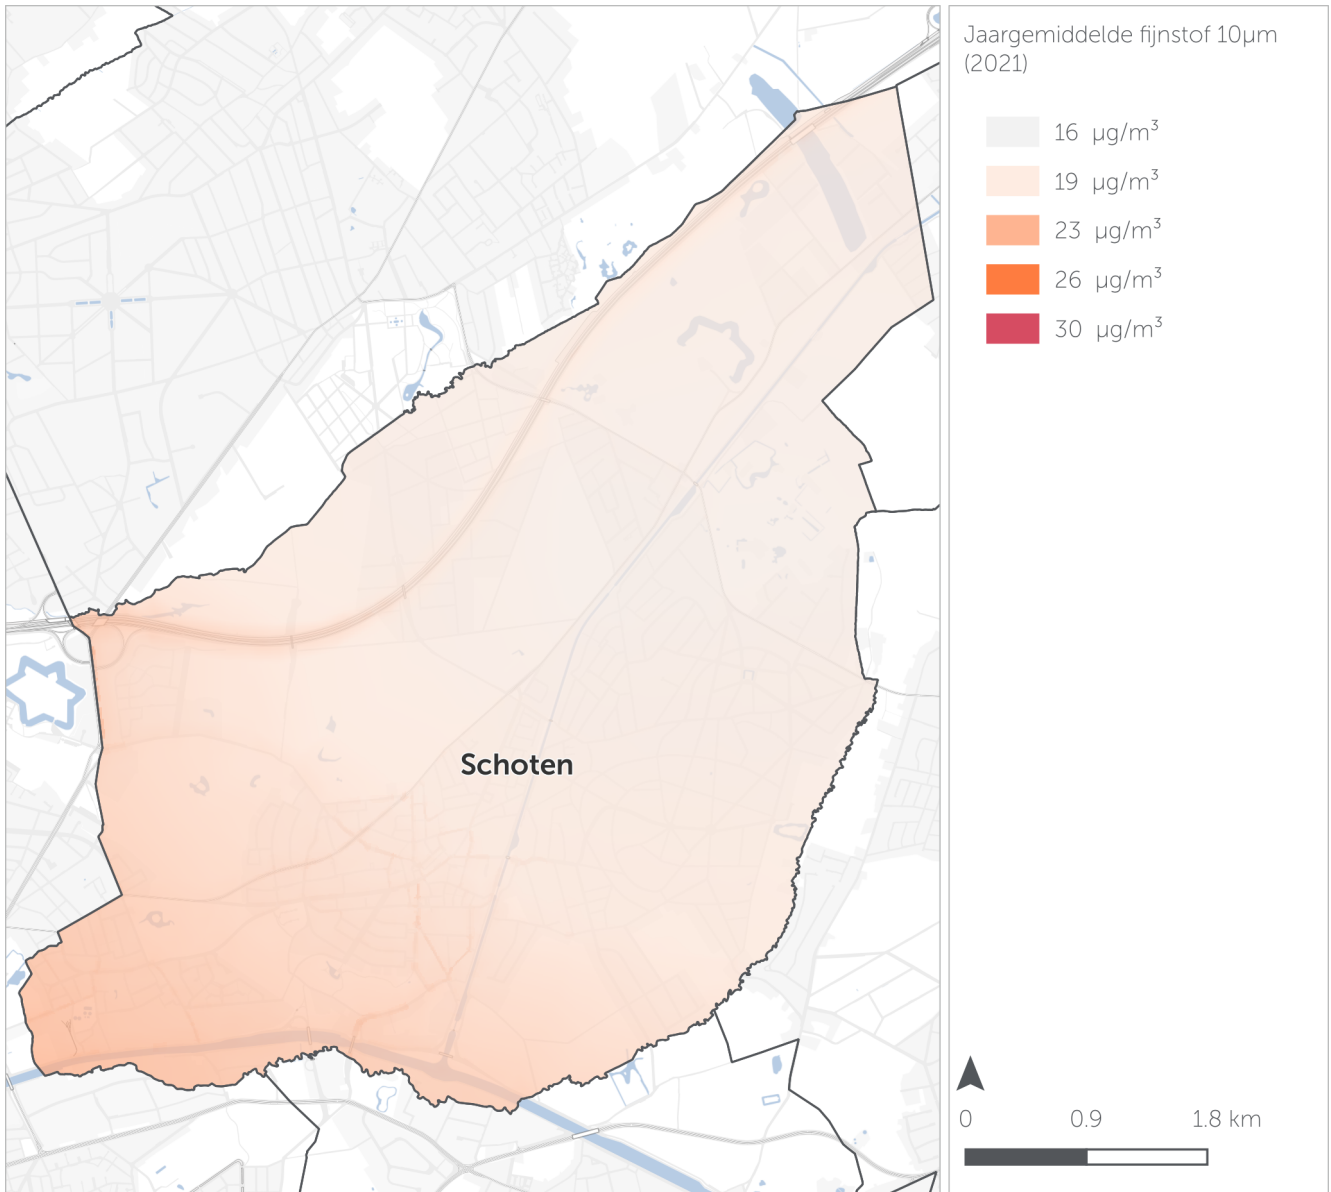 Jaargemiddelde fijnstof 10µm
(2021)
16 µg/m³
19 µg/m³
23 µg/m³
26 µg/m³
30 µg/m³
Schoten
0 0.9 1.8 km